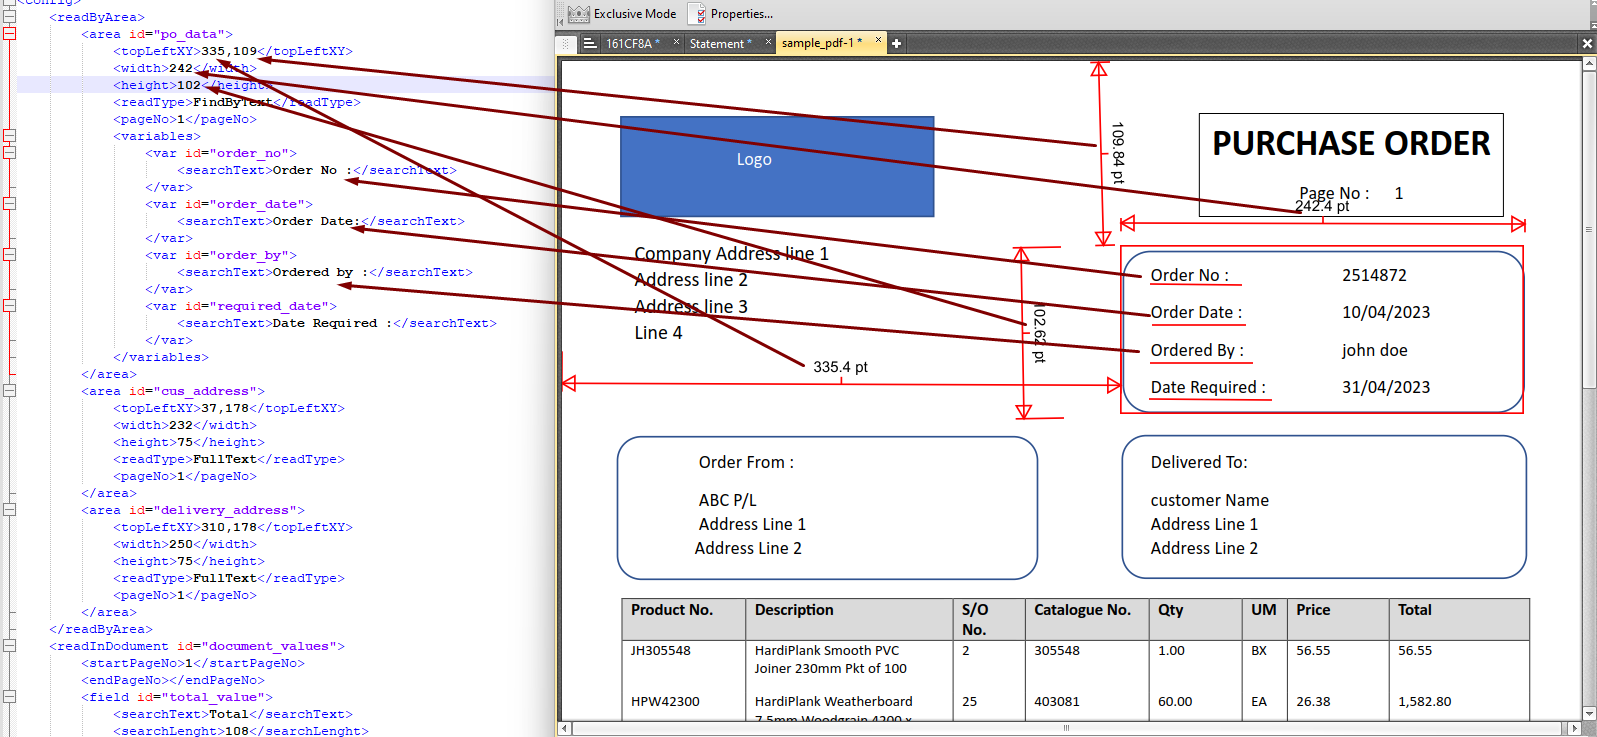 <config>
<readByArea>
<area id="po_data">
<topLeftXY>335,109</topLeftXY>
<width>242</width>
<height>102</height>
<readType>FindByText</readType>
<pageNo>1</pageNo>
<variables>
<var id="order_no">
<searchText>Order No :</searchText>
</var>
<var id="order_date">
<searchText>Order Date:</searchText>
</var>
<var id="order_by">
<searchText>Ordered by :</searchText>
</var>
<var id="required_date">
<searchText>Date Required :</searchText>
</var>
</variables>
</area>
<area id="cus_address">
<topLeftXY>37,178</topLeftXY>
<width>232</width>
<height>75</height>
<readType>FullText</readType>
<pageNo>1</pageNo>
</area>
<area id="delivery_address">
<topLeftXY>310,178</topLeftXY>
<width>250</width>
<height>75</height>
<readType>FullText</readType>
<pageNo>1</pageNo>
</area>
</readByArea>
<readInDodument id="document_values">
<startPageNo>1</startPageNo>
<endPageNo></endPageNo>
<field id="total_value">
<searchText>Total</searchText>
<searchLenght>108</searchLenght>
Exclusive Mode Properties...
161CF8A * Statement * sample_pdf-1 *
109.84 pt
Logo
PURCHASE ORDER
Page No : 1
242.4 pt
Company Address line 1
Address line 2
Address line 3
Line 4
102.62 pt
335.4 pt
Order No : 2514872
Order Date : 10/04/2023
Ordered By : john doe
Date Required : 31/04/2023
Order From :
ABC P/L
Address Line 1
Address Line 2
Delivered To:
customer Name
Address Line 1
Address Line 2
Product No. Description S/O No. Catalogue No. Qty UM Price Total
JH305548 HardiPlank Smooth PVC 2 305548 1.00 BX 56.55 56.55
Joiner 230mm Pkt of 100
HPW42300 HardiPlank Weatherboard 25 403081 60.00 EA 26.38 1,582.80
7.5mm Woodgrain 4200 x